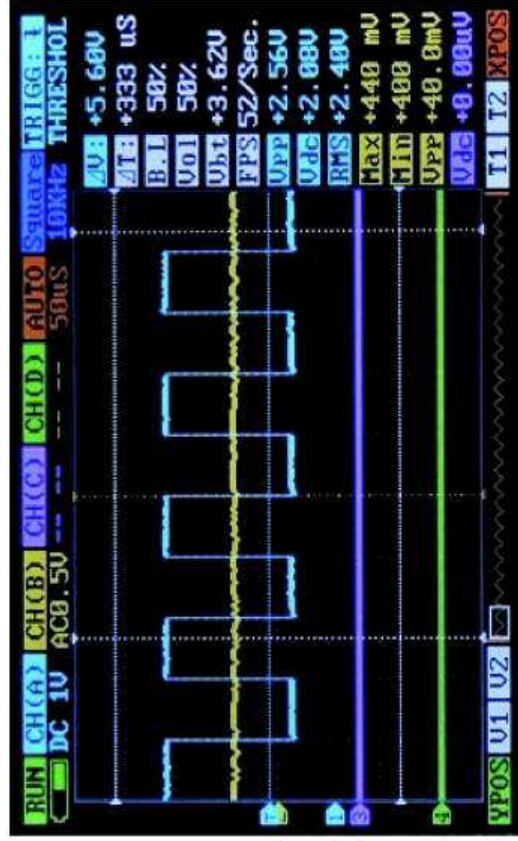 RUN CH(A) CH(B) CH(C) CH(D) AUTO Square TRIGG: ꜛ
DC 1V AC0.5V -- -- -- -- 50uS 10KHz THRESHOL
⊿V: +5.60V
⊿T: +333 uS
B.L 50%
Vol 50%
Vbt +3.62V
FPS 52/Sec.
Vpp +2.56V
Vdc +2.08V
RMS +2.40V
Max +440 mV
Min +400 mV
Vpp +40.0mV
Vdc +0.00uV
T
1
3
4
YPOS V1 V2 T1 T2 XPOS